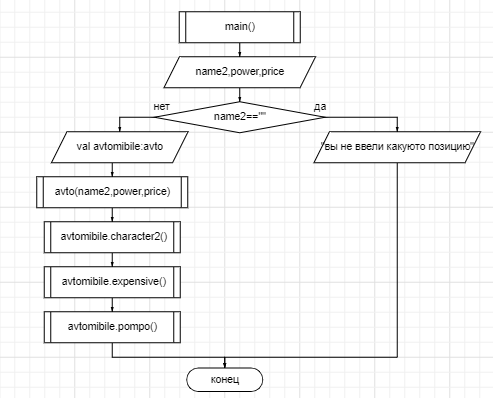 main()
name2,power,price
нет
да
name2==""
val avtomibile:avto
"вы не ввели какуюто позицию"
avto(name2,power,price)
avtomibile.character2()
avtomibile.expensive()
avtomibile.pompo()
конец